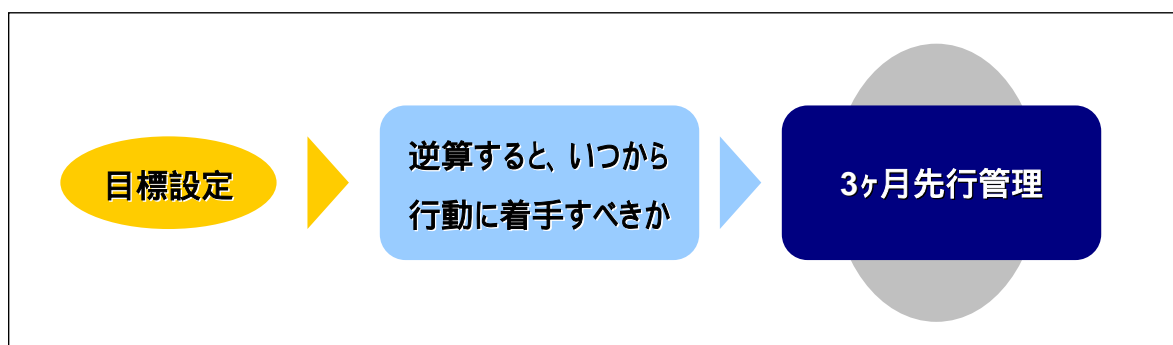 目標設定
逆算すると、いつから
行動に着手すべきか
3ヶ月先行管理